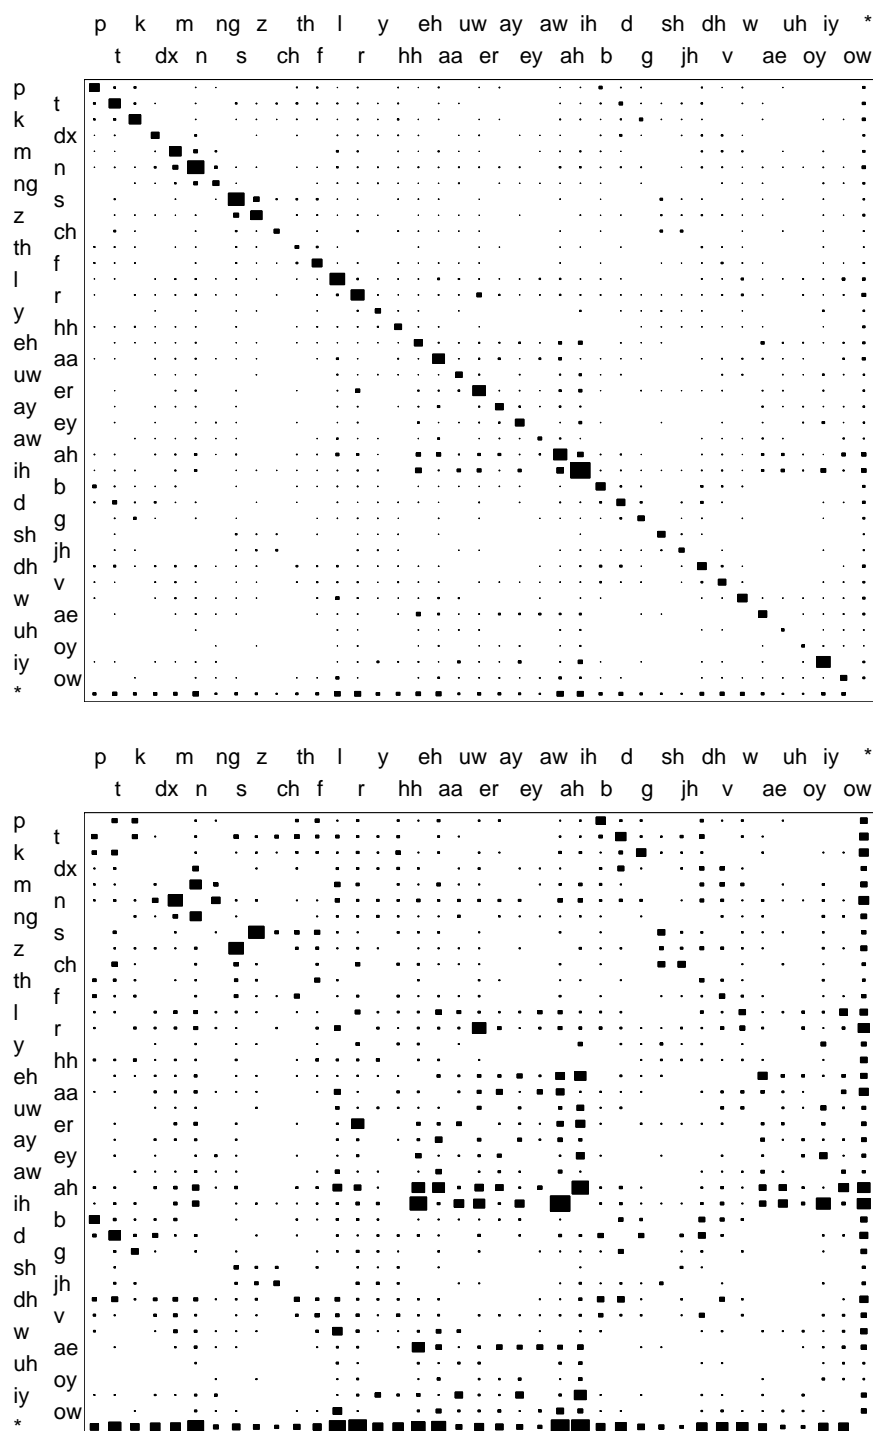 p k m ng z th l y eh uw ay aw ih d sh dh w uh iy *
t dx n s ch f r hh aa er ey ah b g jh v ae oy ow
p
t
k
dx
m
n
ng
s
z
ch
th
f
l
r
y
hh
eh
aa
uw
er
ay
ey
aw
ah
ih
b
d
g
sh
jh
dh
v
w
ae
uh
oy
iy
ow
*
p k m ng z th l y eh uw ay aw ih d sh dh w uh iy *
t dx n s ch f r hh aa er ey ah b g jh v ae oy ow
p
t
k
dx
m
n
ng
s
z
ch
th
f
l
r
y
hh
eh
aa
uw
er
ay
ey
aw
ah
ih
b
d
g
sh
jh
dh
v
w
ae
uh
oy
iy
ow
*